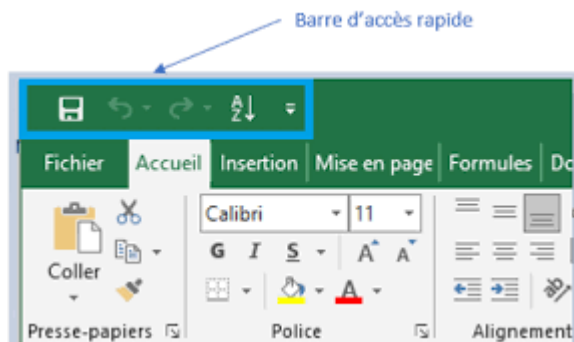 Barre d'accès rapide
Fichier Accueil Insertion Mise en page Formules
Calibri 11
G I S A A
Coller
A
Presse-papiers Police Alignement